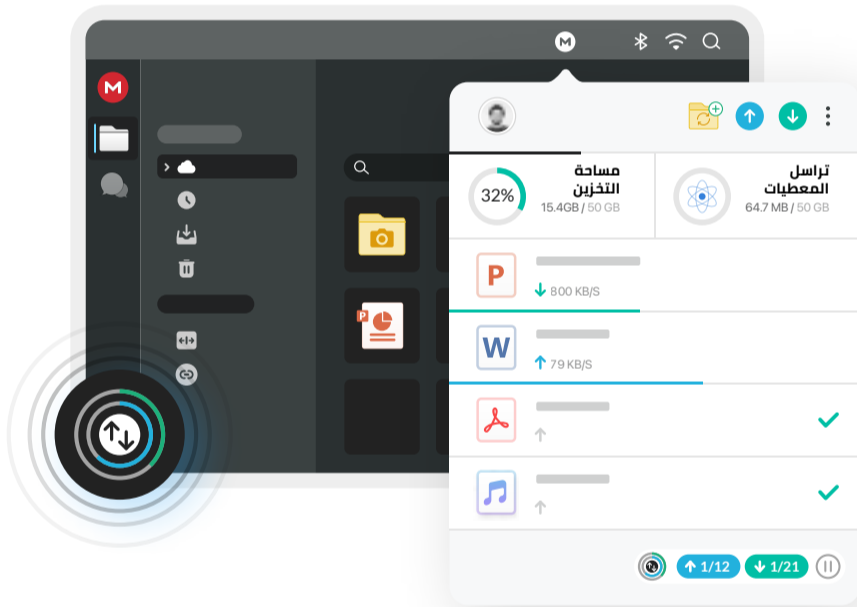 مساحة
التخزين
32%
15.4GB / 50 GB
تراسل
المعطيات
64.7 MB / 50 GB
P
800 KB/S
W
79 KB/S
P
1/12
1/21